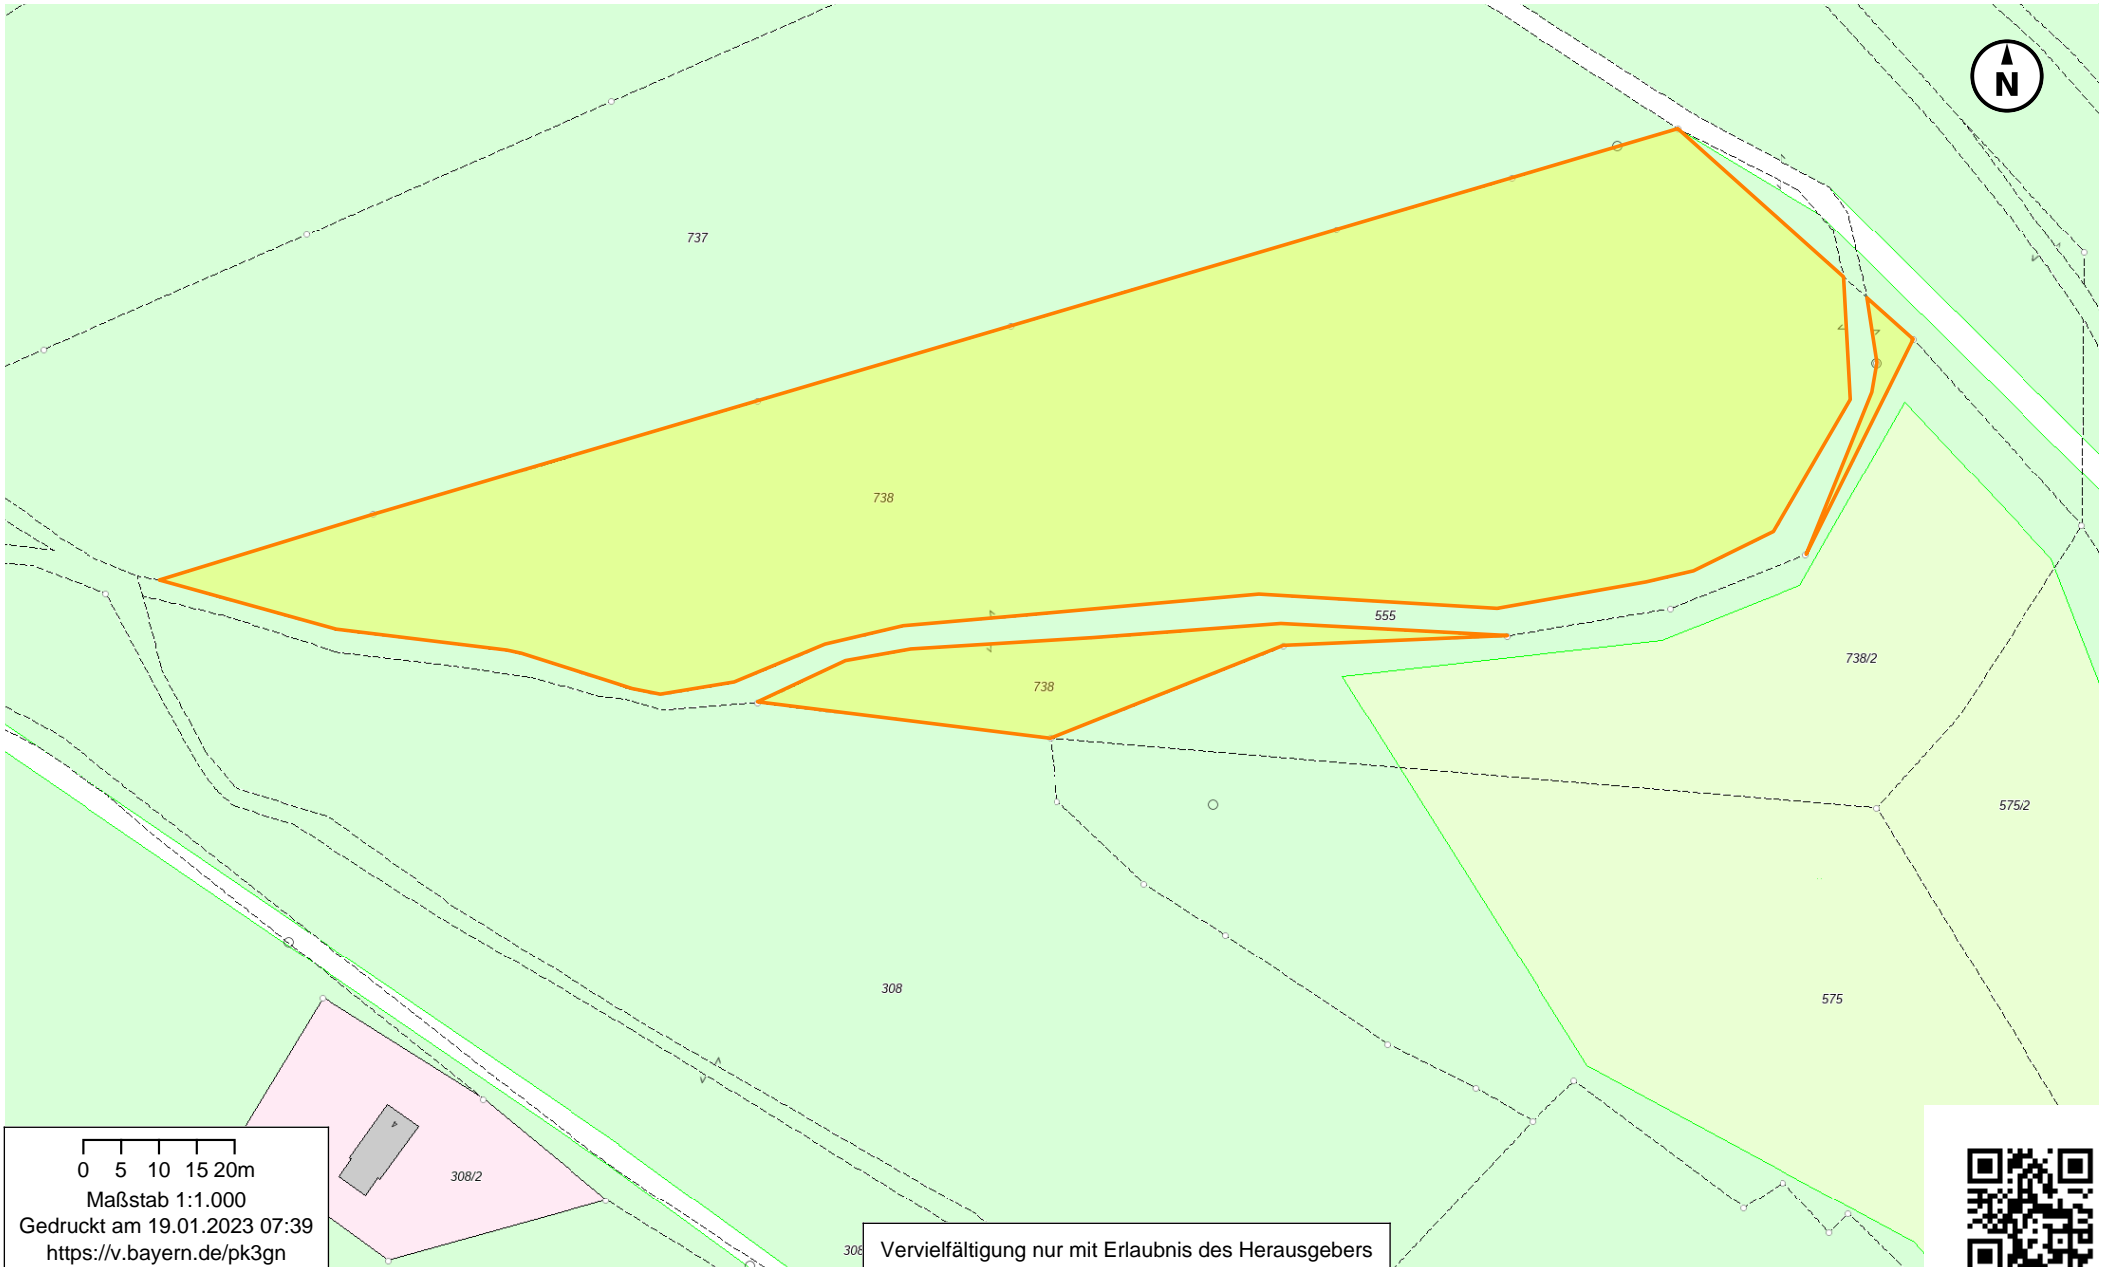 N
737
738
555
738/2
738
575/2
308
575
4
308/2
0 5 10 15 20m
Maßstab 1:1.000
Gedruckt am 19.01.2023 07:39
https://v.bayern.de/pk3gn
308
Vervielfältigung nur mit Erlaubnis des Herausgebers